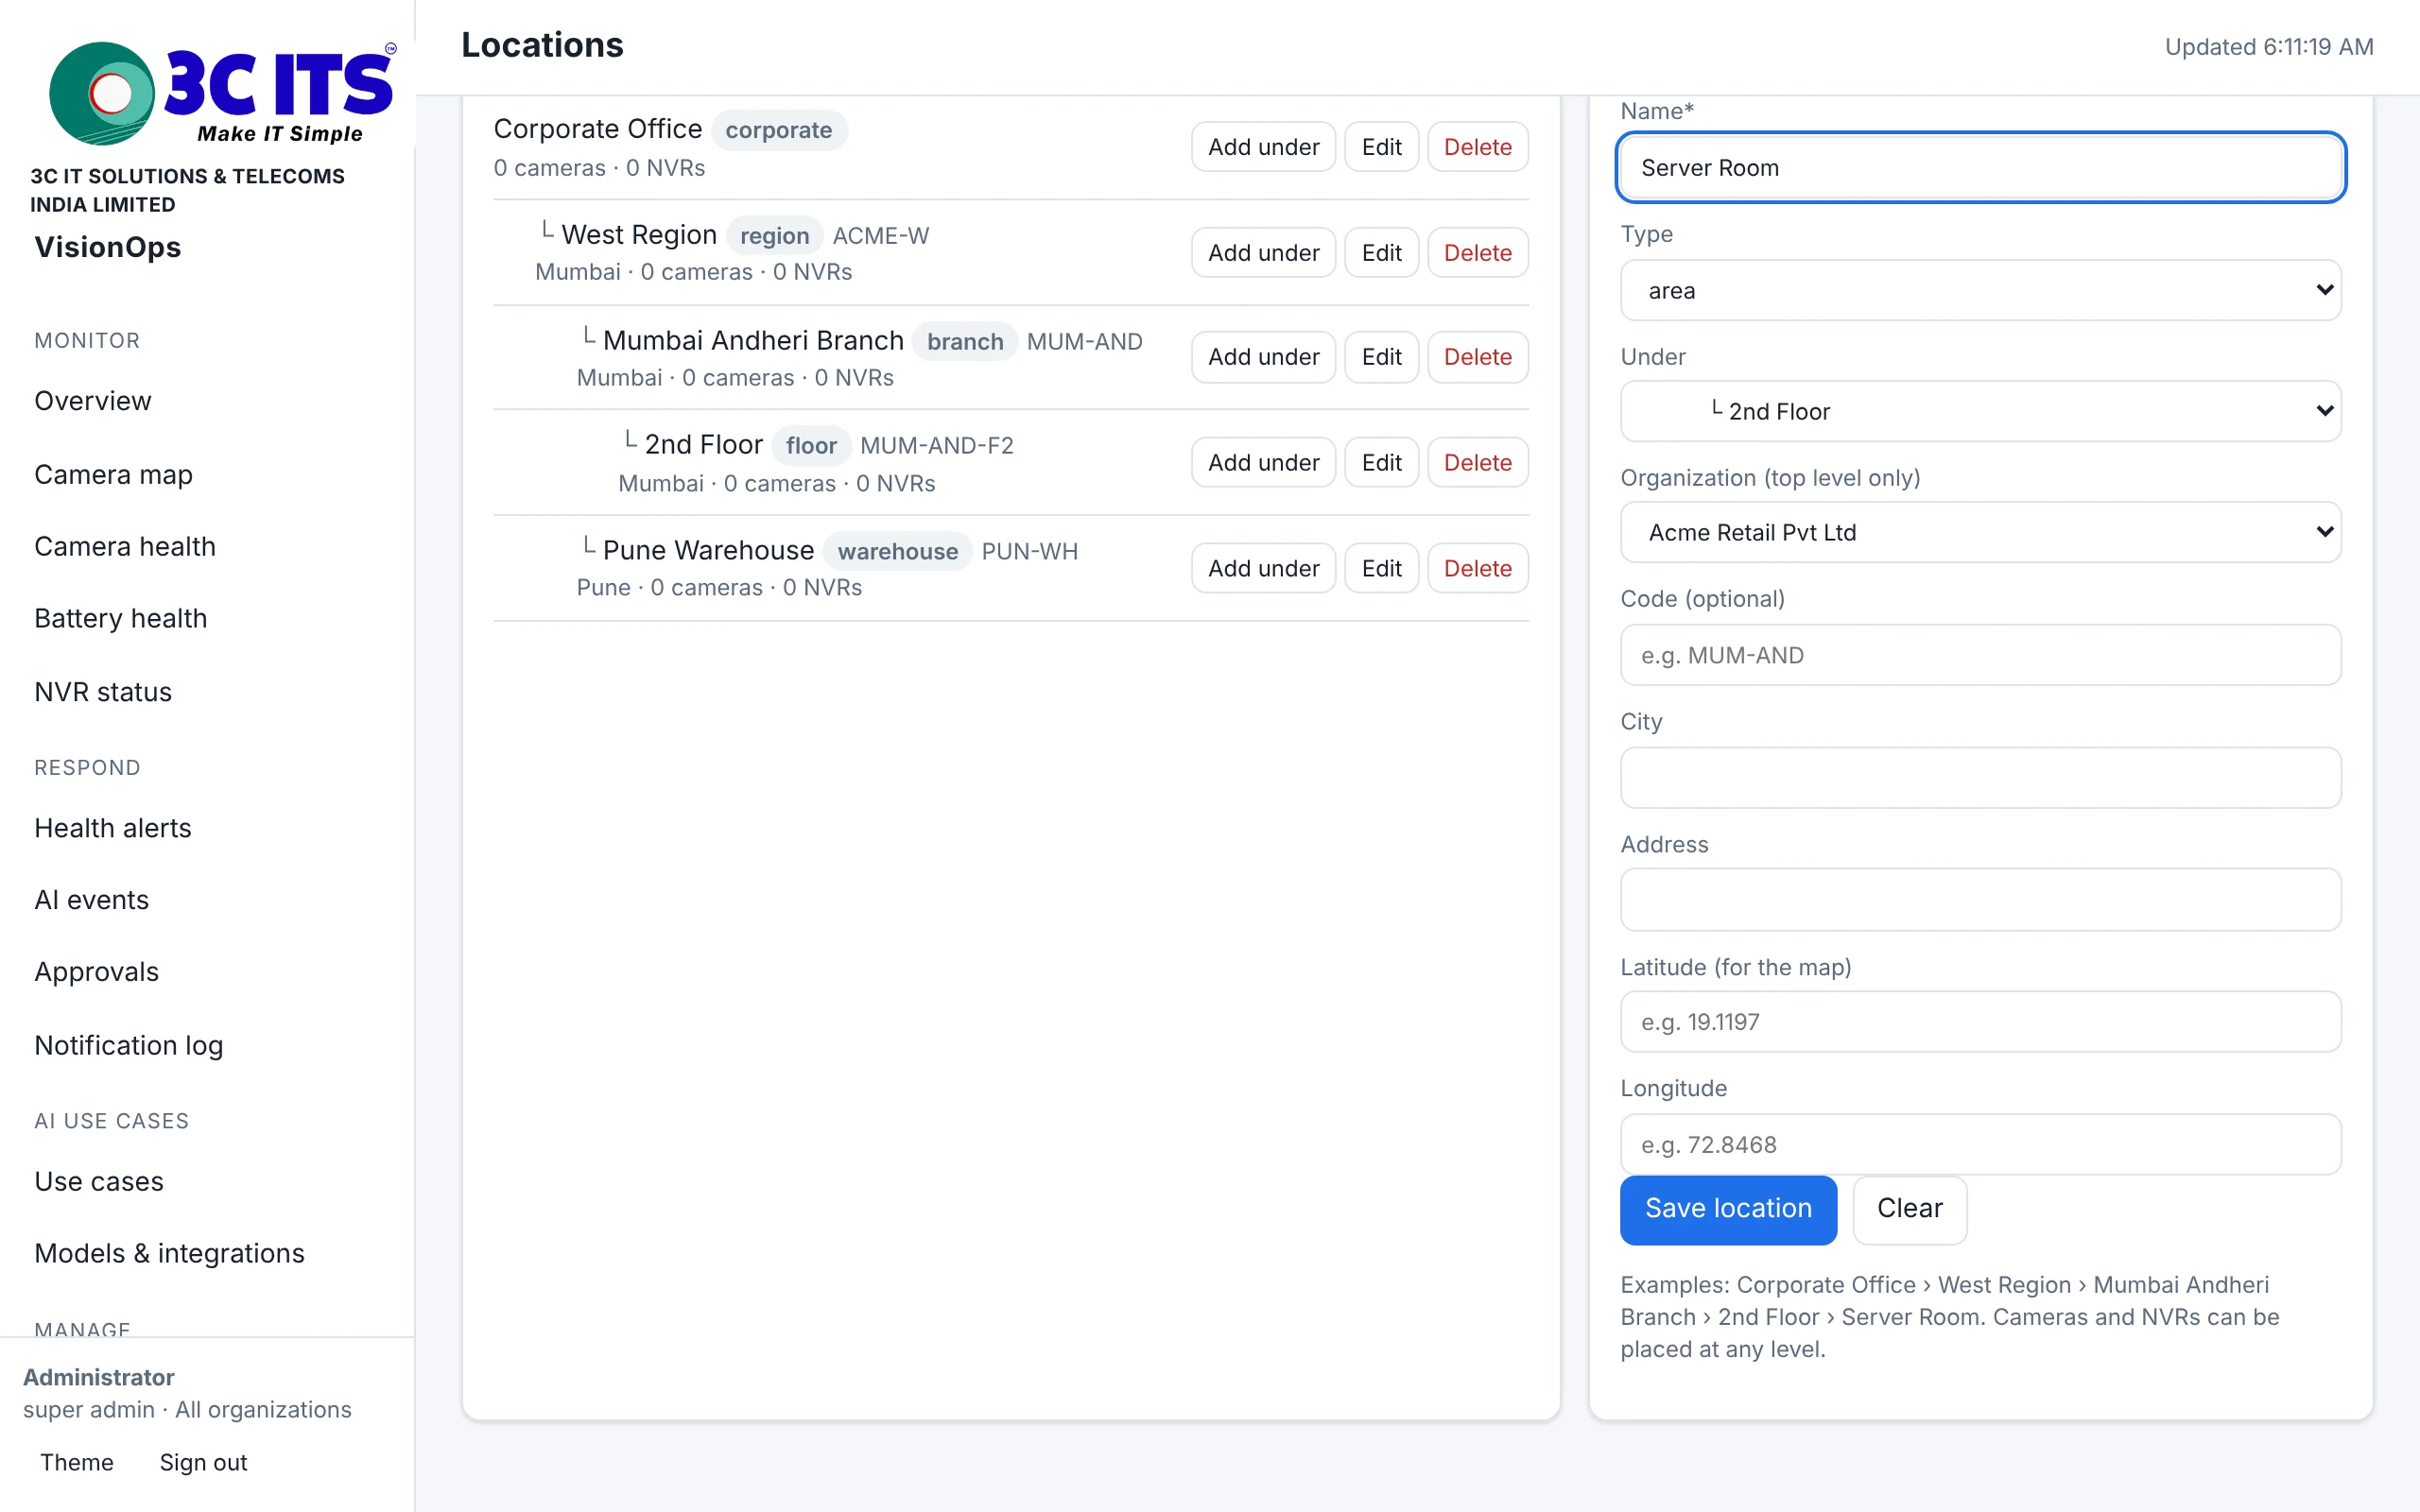 3C ITS
TM
Make IT Simple
3C IT SOLUTIONS & TELECOMS
INDIA LIMITED
VisionOps
MONITOR
Overview
Camera map
Camera health
Battery health
NVR status
RESPOND
Health alerts
AI events
Approvals
Notification log
AI USE CASES
Use cases
Models & integrations
MANAGE
Administrator
super admin · All organizations
Theme Sign out
Locations
Updated 6:11:19 AM
Corporate Office corporate
0 cameras · 0 NVRs
Add under Edit Delete
└ West Region region ACME-W
Mumbai · 0 cameras · 0 NVRs
Add under Edit Delete
└ Mumbai Andheri Branch branch MUM-AND
Mumbai · 0 cameras · 0 NVRs
Add under Edit Delete
└ 2nd Floor floor MUM-AND-F2
Mumbai · 0 cameras · 0 NVRs
Add under Edit Delete
└ Pune Warehouse warehouse PUN-WH
Pune · 0 cameras · 0 NVRs
Add under Edit Delete
Name*
Server Room
Type
area
Under
└ 2nd Floor
Organization (top level only)
Acme Retail Pvt Ltd
Code (optional)
e.g. MUM-AND
City
Address
Latitude (for the map)
e.g. 19.1197
Longitude
e.g. 72.8468
Save location Clear
Examples: Corporate Office › West Region › Mumbai Andheri
Branch › 2nd Floor › Server Room. Cameras and NVRs can be
placed at any level.